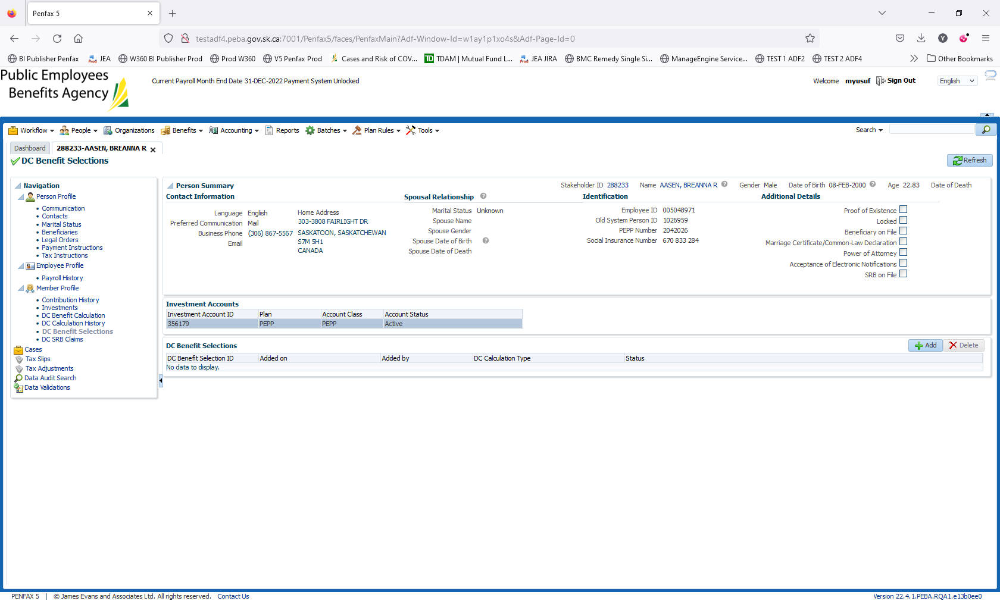 Penfax 5
testadf4.peba.gov.sk.ca:7001/Penfax5/faces/PenfaxMain?Adf-Window-Id=w1ay1p1xo4s&Adf-Page-Id=0
BI Publisher Penfax JEA W360 BI Publisher Prod Prod W360 V5 Penfax Prod Cases and Risk of COV... TDAM | Mutual Fund L... JEA JIRA BMC Remedy Single Si... ManageEngine Service... TEST 1 ADF2 TEST 2 ADF4 Other Bookmarks
Public Employees
Benefits Agency
Current Payroll Month End Date 31-DEC-2022 Payment System Unlocked
Welcome myusuf Sign Out English
Workflow People Organizations Benefits Accounting Reports Batches Plan Rules Tools Search
Dashboard 288233-AASEN, BREANNA R
DC Benefit Selections Refresh
Navigation
Person Profile
Communication
Contacts
Marital Status
Beneficiaries
Legal Orders
Payment Instructions
Tax Instructions
Employee Profile
Payroll History
Member Profile
Contribution History
Investments
DC Benefit Calculation
DC Calculation History
DC Benefit Selections
DC SRB Claims
Cases
Tax Slips
Tax Adjustments
Data Audit Search
Data Validations
Person Summary Stakeholder ID 288233 Name AASEN, BREANNA R Gender Male Date of Birth 08-FEB-2000 Age 22.83 Date of Death
Contact Information
Language English
Preferred Communication Mail
Business Phone (306) 867-5567
Email
Home Address
303-3808 FAIRLIGHT DR
SASKATOON, SASKATCHEWAN
S7M 5H1
CANADA
Spousal Relationship
Marital Status Unknown
Spouse Name
Spouse Gender
Spouse Date of Birth
Spouse Date of Death
Identification
Employee ID 005048971
Old System Person ID 1026959
PEPP Number 2042026
Social Insurance Number 670 833 284
Additional Details
Proof of Existence
Locked
Beneficiary on File
Marriage Certificate/Common-Law Declaration
Power of Attorney
Acceptance of Electronic Notifications
SRB on File
Investment Accounts
Investment Account ID Plan Account Class Account Status
356179 PEPP PEPP Active
DC Benefit Selections Add Delete
DC Benefit Selection ID Added on Added by DC Calculation Type Status
No data to display.
PENFAX 5 | © James Evans and Associates Ltd. All rights reserved. Contact Us Version 22.4.1.PEBA.RQA1.e13b0ee0